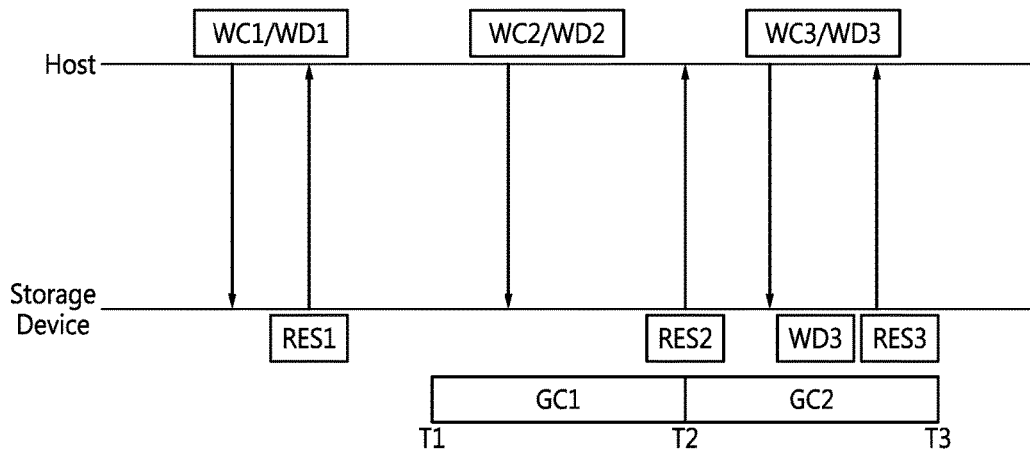 WC1/WD1 WC2/WD2 WC3/WD3
Host
Storage
Device
RES1 RES2 WD3 RES3
GC1 GC2
T1 T2 T3